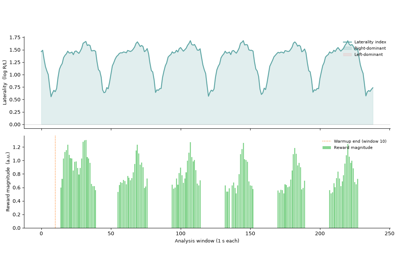 Laterality (log R/L)
1.75
1.50
1.25
1.00
0.75
0.50
0.25
0.00
Laterality index
Right-dominant
Left-dominant
Reward magnitude (a.u.)
1.2
1.0
0.8
0.6
0.4
0.2
0.0
Warmup end (window 10)
Reward magnitude
0
50
100
150
200
250
Analysis window (1 s each)